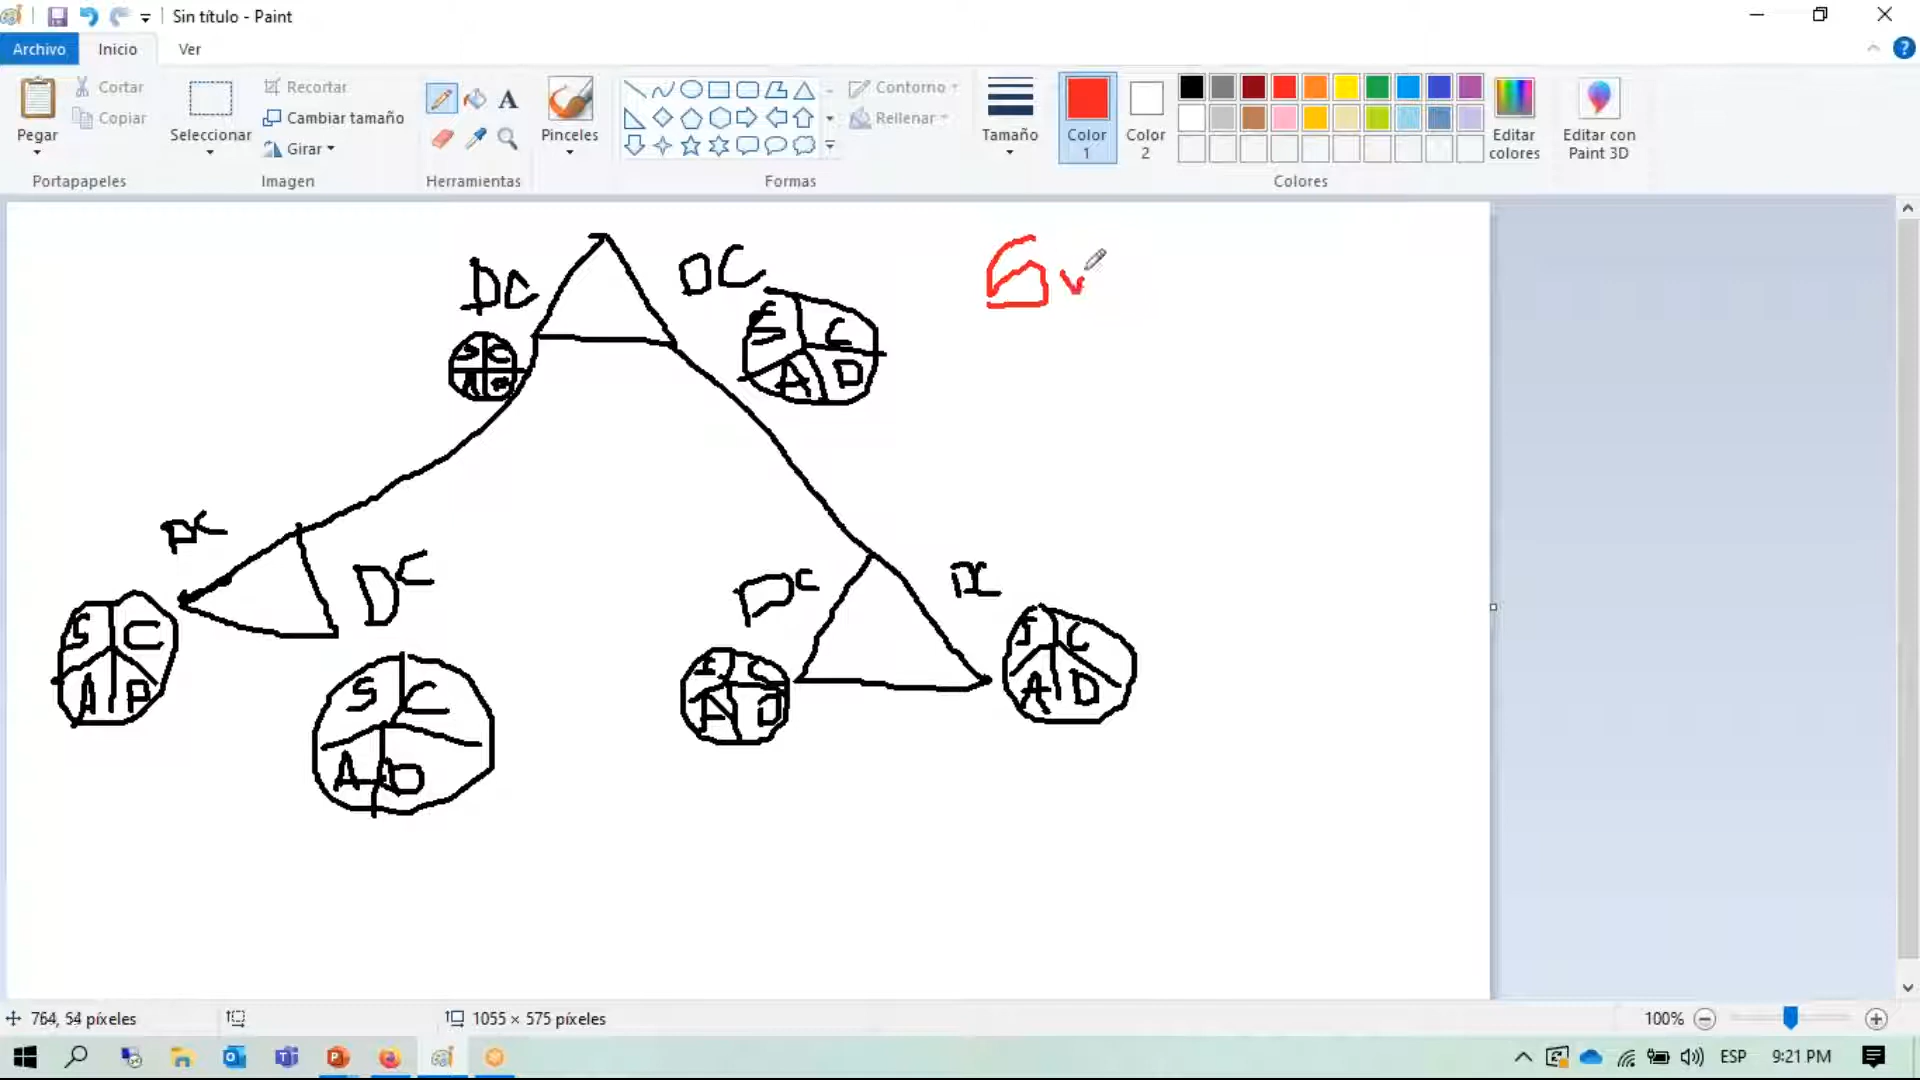 Sin título - Paint
Archivo Inicio Ver
Pegar
Cortar
Copiar
Portapapeles
Seleccionar
Recortar
Cambiar tamaño
Girar
Imagen
A
Herramientas
Pinceles
Formas
Contorno
Rellenar
Tamaño
Color 1
Color 2
Editar colores
Editar con Paint 3D
Colores
DC
DC
S C
A D
C
A D
DC
DC
S C
A D
S C
A D
DC
DC
S C
A D
S C
A D
764, 54 píxeles
1055 × 575 píxeles
100%
ESP
9:21 PM